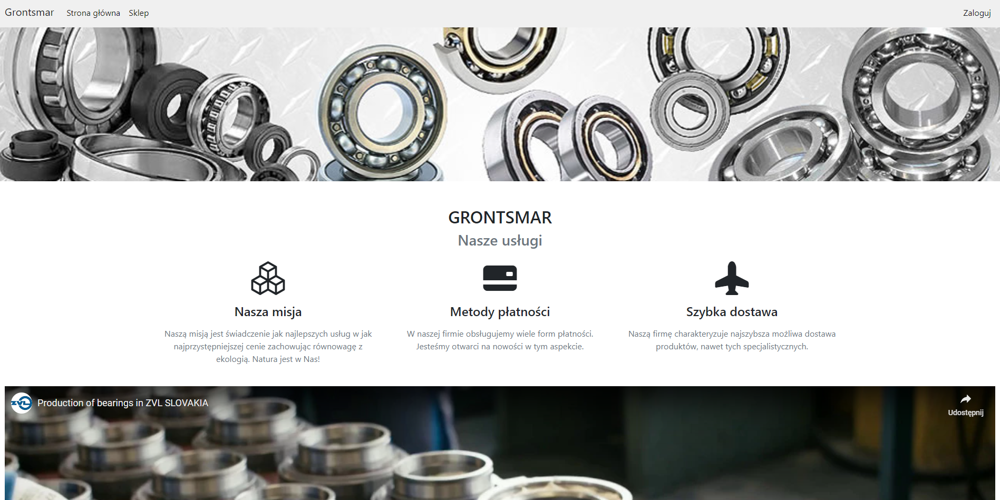 Grontsmar Strona główna Sklep Zaloguj
GRONTSMAR
Nasze usługi
Nasza misja
Naszą misją jest świadczenie jak najlepszych usług w jak
najprzystępniejszej cenie zachowując równowagę z
ekologią. Natura jest w Nas!
Metody płatności
W naszej firmie obsługujemy wiele form płatności.
Jesteśmy otwarci na nowości w tym aspekcie.
Szybka dostawa
Naszą firmę charakteryzuje najszybsza możliwa dostawa
produktów, nawet tych specjalistycznych.
ZVL
Production of bearings in ZVL SLOVAKIA
Udostępnij